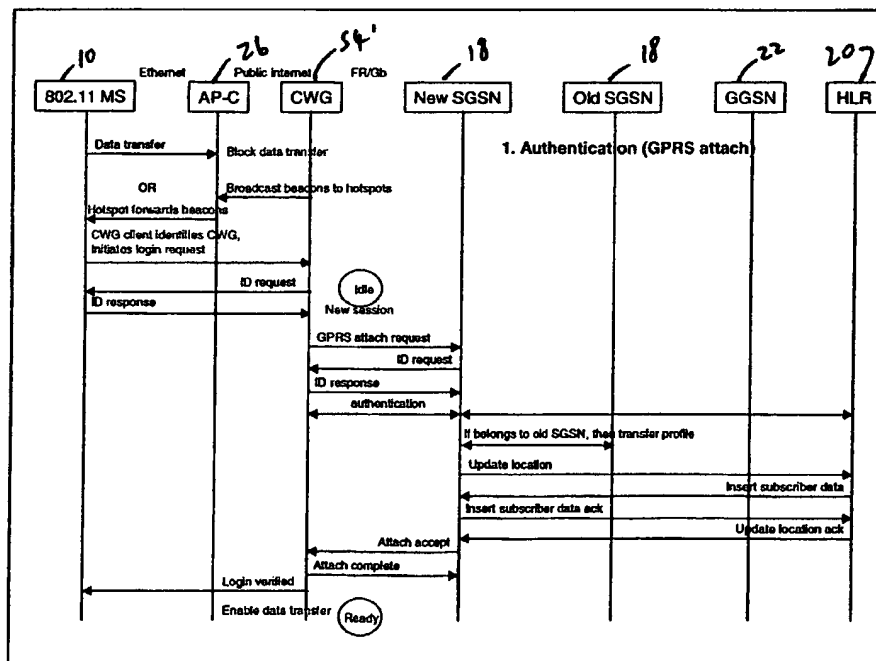 10 26 54' 18 18 22 20
Ethernet Public Internet FR/Gb
802.11 MS AP-C CWG New SGSN Old SGSN GGSN HLR
Data transfer
Block data transfer
1. Authentication (GPRS attach)
OR
Broadcast beacons to hotspots
Hotspot forwards beacons
CWG client identifies CWG,
Initiates login request
ID request
Idle
ID response
New session
GPRS attach request
ID request
ID response
authentication
If belongs to old SGSN, then transfer profile
Update location
Insert subscriber data
Insert subscriber data ack
Update location ack
Attach accept
Attach complete
Login verified
Enable data transfer
Ready